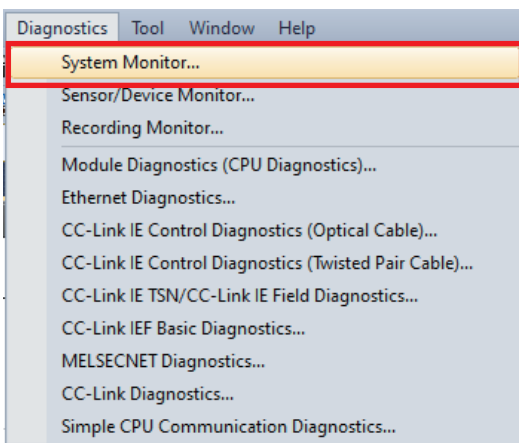 Diagnostics Tool Window Help
System Monitor...
Sensor/Device Monitor...
Recording Monitor...
Module Diagnostics (CPU Diagnostics)...
Ethernet Diagnostics...
CC-Link IE Control Diagnostics (Optical Cable)...
CC-Link IE Control Diagnostics (Twisted Pair Cable)...
CC-Link IE TSN/CC-Link IE Field Diagnostics...
CC-Link IEF Basic Diagnostics...
MELSECNET Diagnostics...
CC-Link Diagnostics...
Simple CPU Communication Diagnostics...